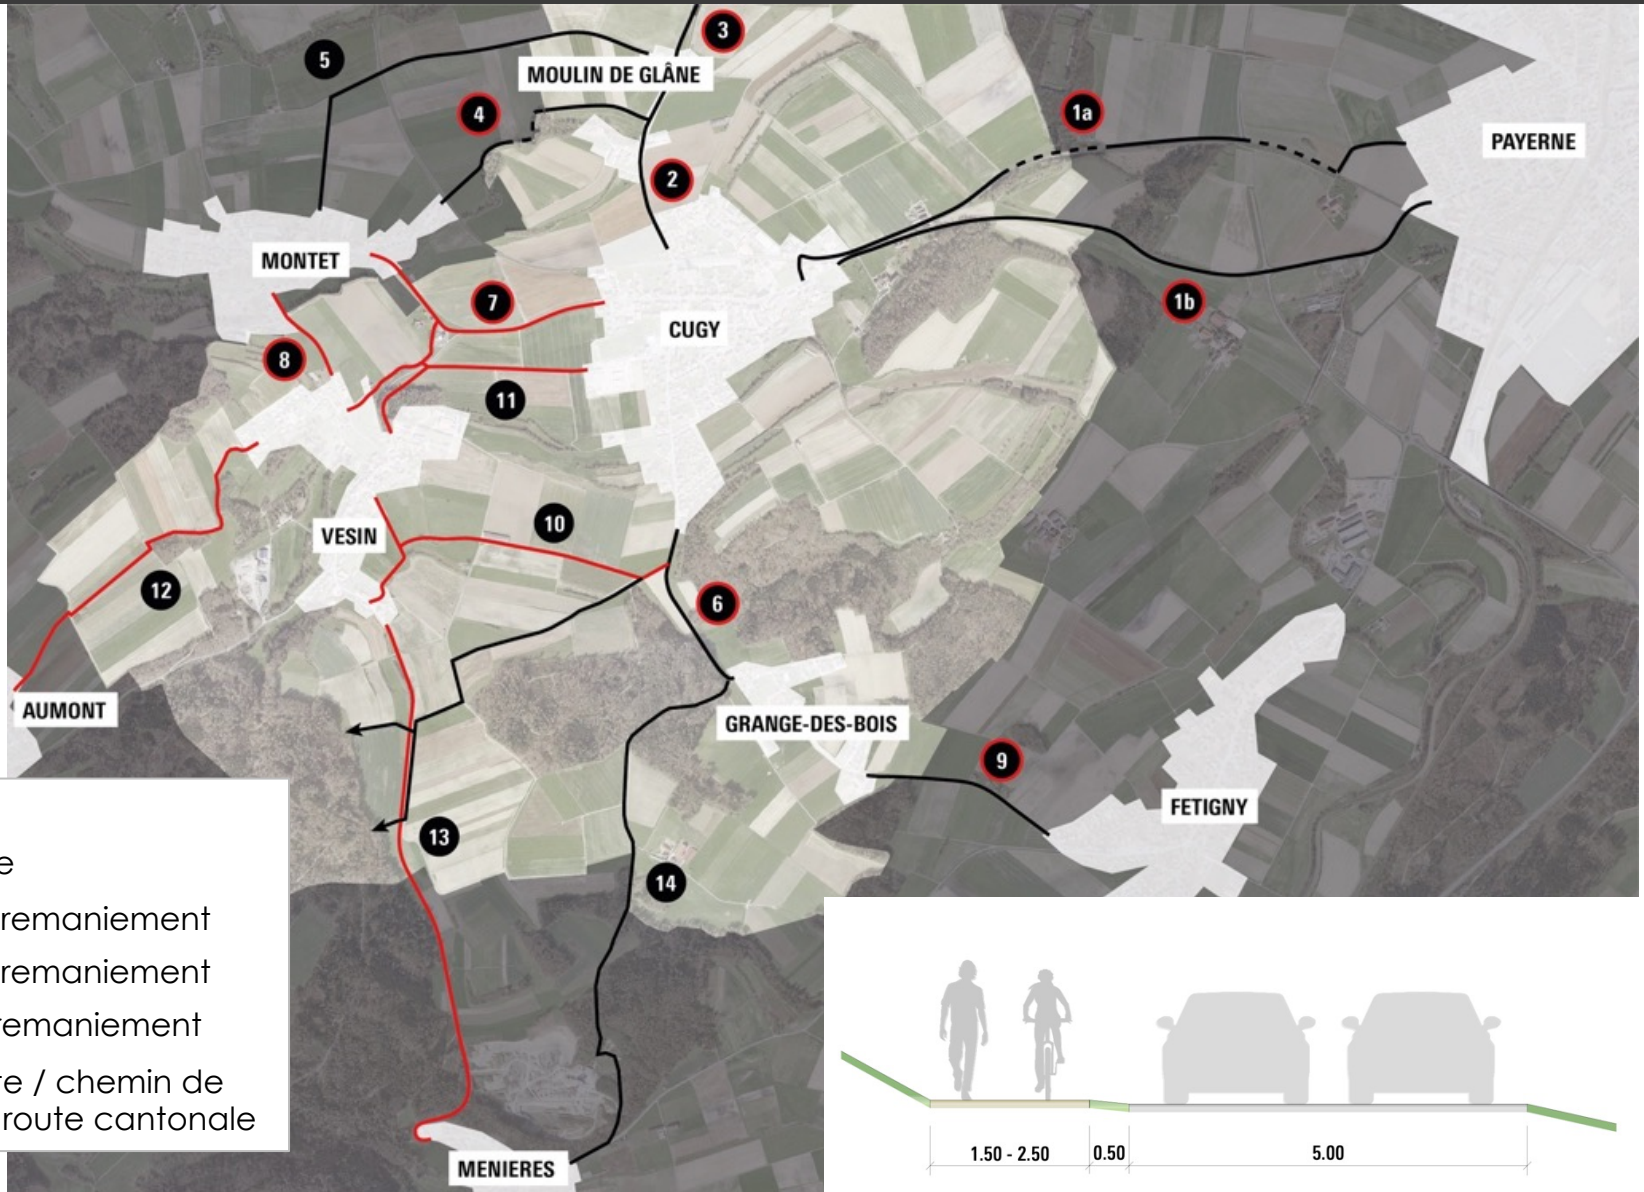 3
5
MOULIN DE GLÂNE
4
1a
PAYERNE
2
MONTET
7
1b
CUGY
8
11
10
VESIN
12
6
AUMONT
GRANGE-DES-BOIS
9
FETIGNY
13
14
e
remaniement
remaniement
remaniement
te / chemin de
route cantonale
MENIERES
1.50 - 2.50 0.50 5.00